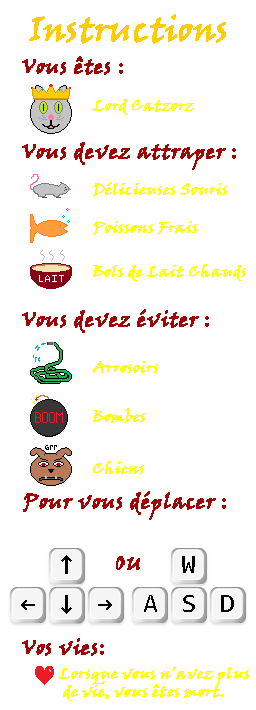 Instructions
Vous êtes :
Lord Catzorz
Vous devez attraper :
Délicieuses Souris
Poissons Frais
LAIT
Bols de Lait Chauds
Vous devez éviter :
Arrosoirs
BOOM
Bombes
GRR
Chiens
Pour vous déplacer :
↑ ou W
← ↓ → A S D
Vos vies:
Lorsque vous n'avez plus
de vie, vous êtes mort.